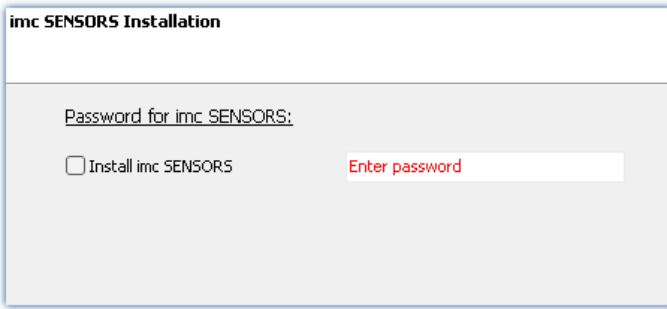 imc SENSORS Installation
Password for imc SENSORS:
Install imc SENSORS Enter password